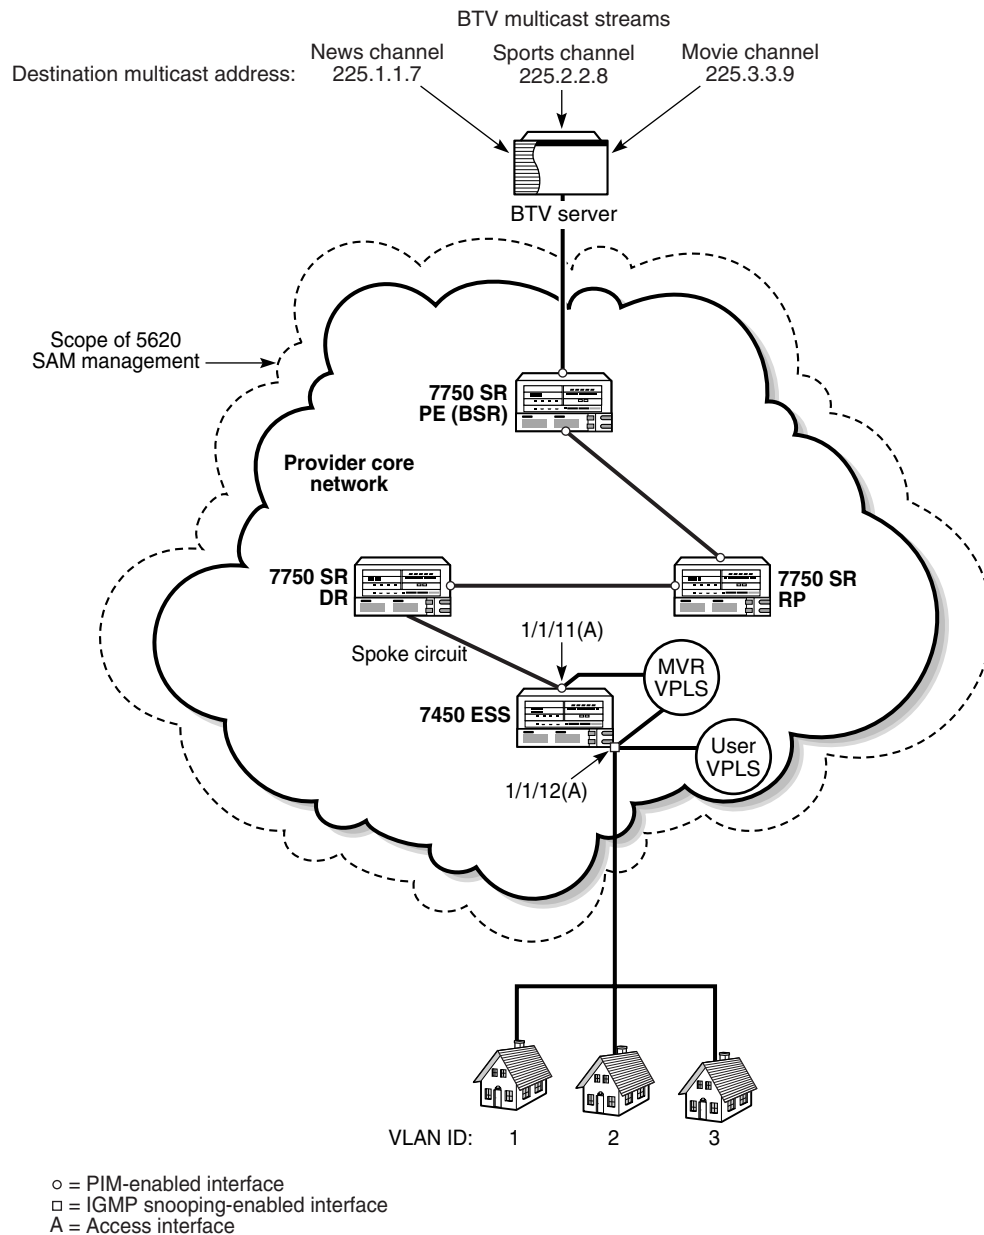 BTV multicast streams
News channel
Sports channel
Movie channel
Destination multicast address:
225.1.1.7
225.2.2.8
225.3.3.9
BTV server
Scope of 5620
SAM management
7750 SR
PE (BSR)
Provider core
network
7750 SR
DR
7750 SR
RP
1/1/11(A)
Spoke circuit
MVR
VPLS
7450 ESS
User
VPLS
1/1/12(A)
VLAN ID: 1 2 3
= PIM-enabled interface
= IGMP snooping-enabled interface
A = Access interface